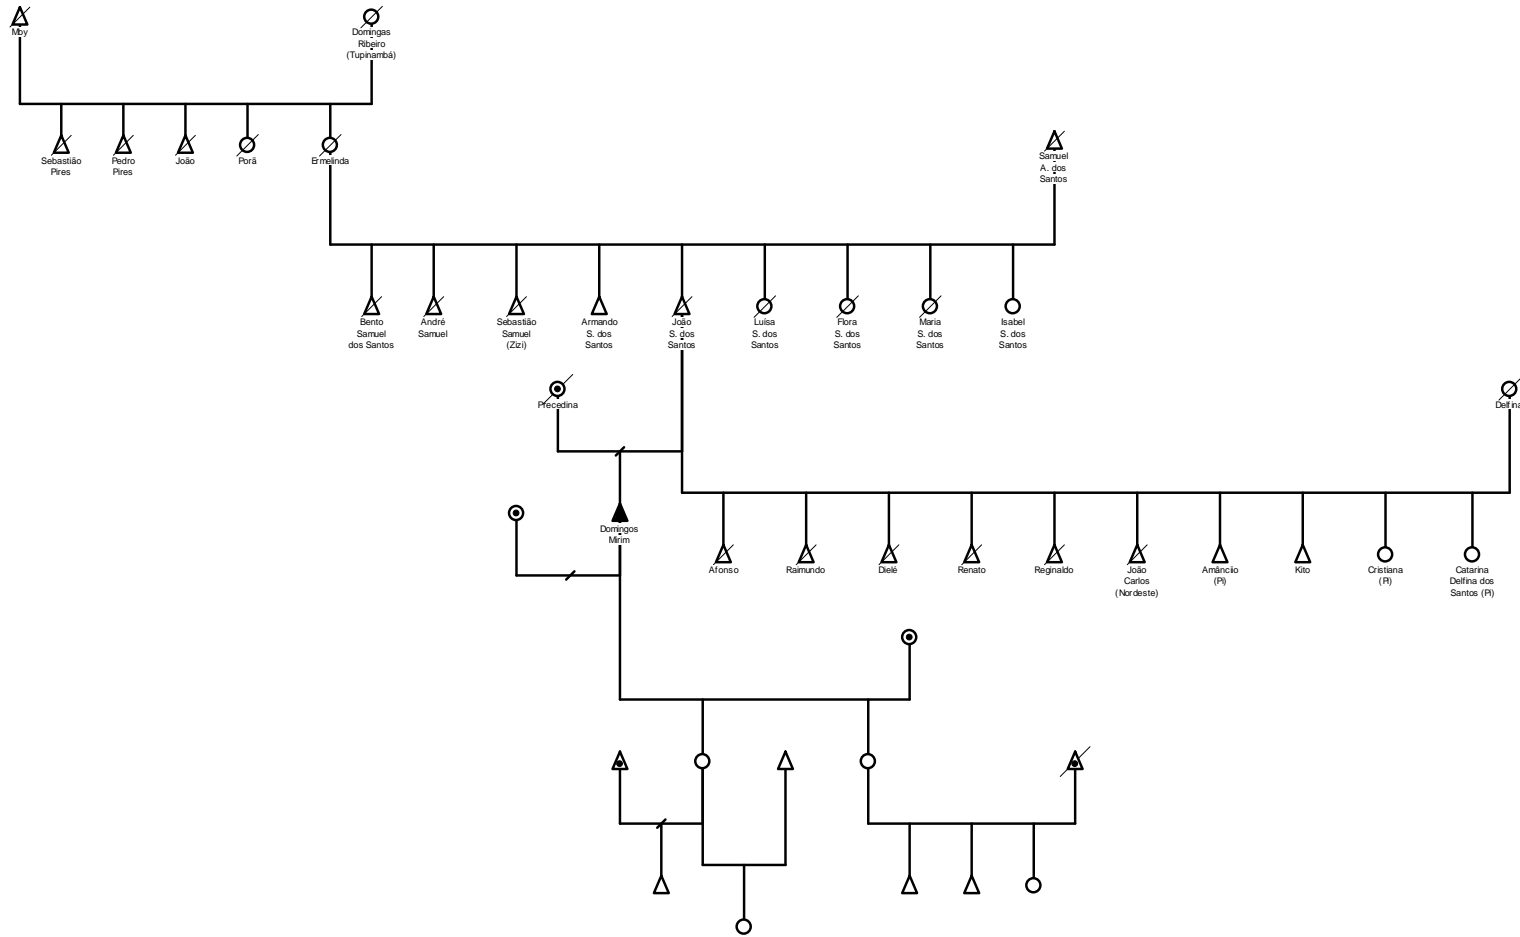 Mby
Domingas
Ribeiro
(Tupinambá)
Sebastião
Pires
Pedro
Pires
João
Porã
Ermelinda
Samuel
A. dos
Santos
Bento
Samuel
dos Santos
André
Samuel
Sebastião
Samuel
(Zizi)
Armando
S. dos
Santos
João
S. dos
Santos
Luísa
S. dos
Santos
Flora
S. dos
Santos
Maria
S. dos
Santos
Isabel
S. dos
Santos
Precedina
Delfina
Domingos
Mirim
Afonso
Raimundo
Dielé
Renato
Reginaldo
João
Carlos
(Nordeste)
Amâncio
(Pi)
Kito
Cristiana
(Pi)
Catarina
Delfina dos
Santos (Pi)